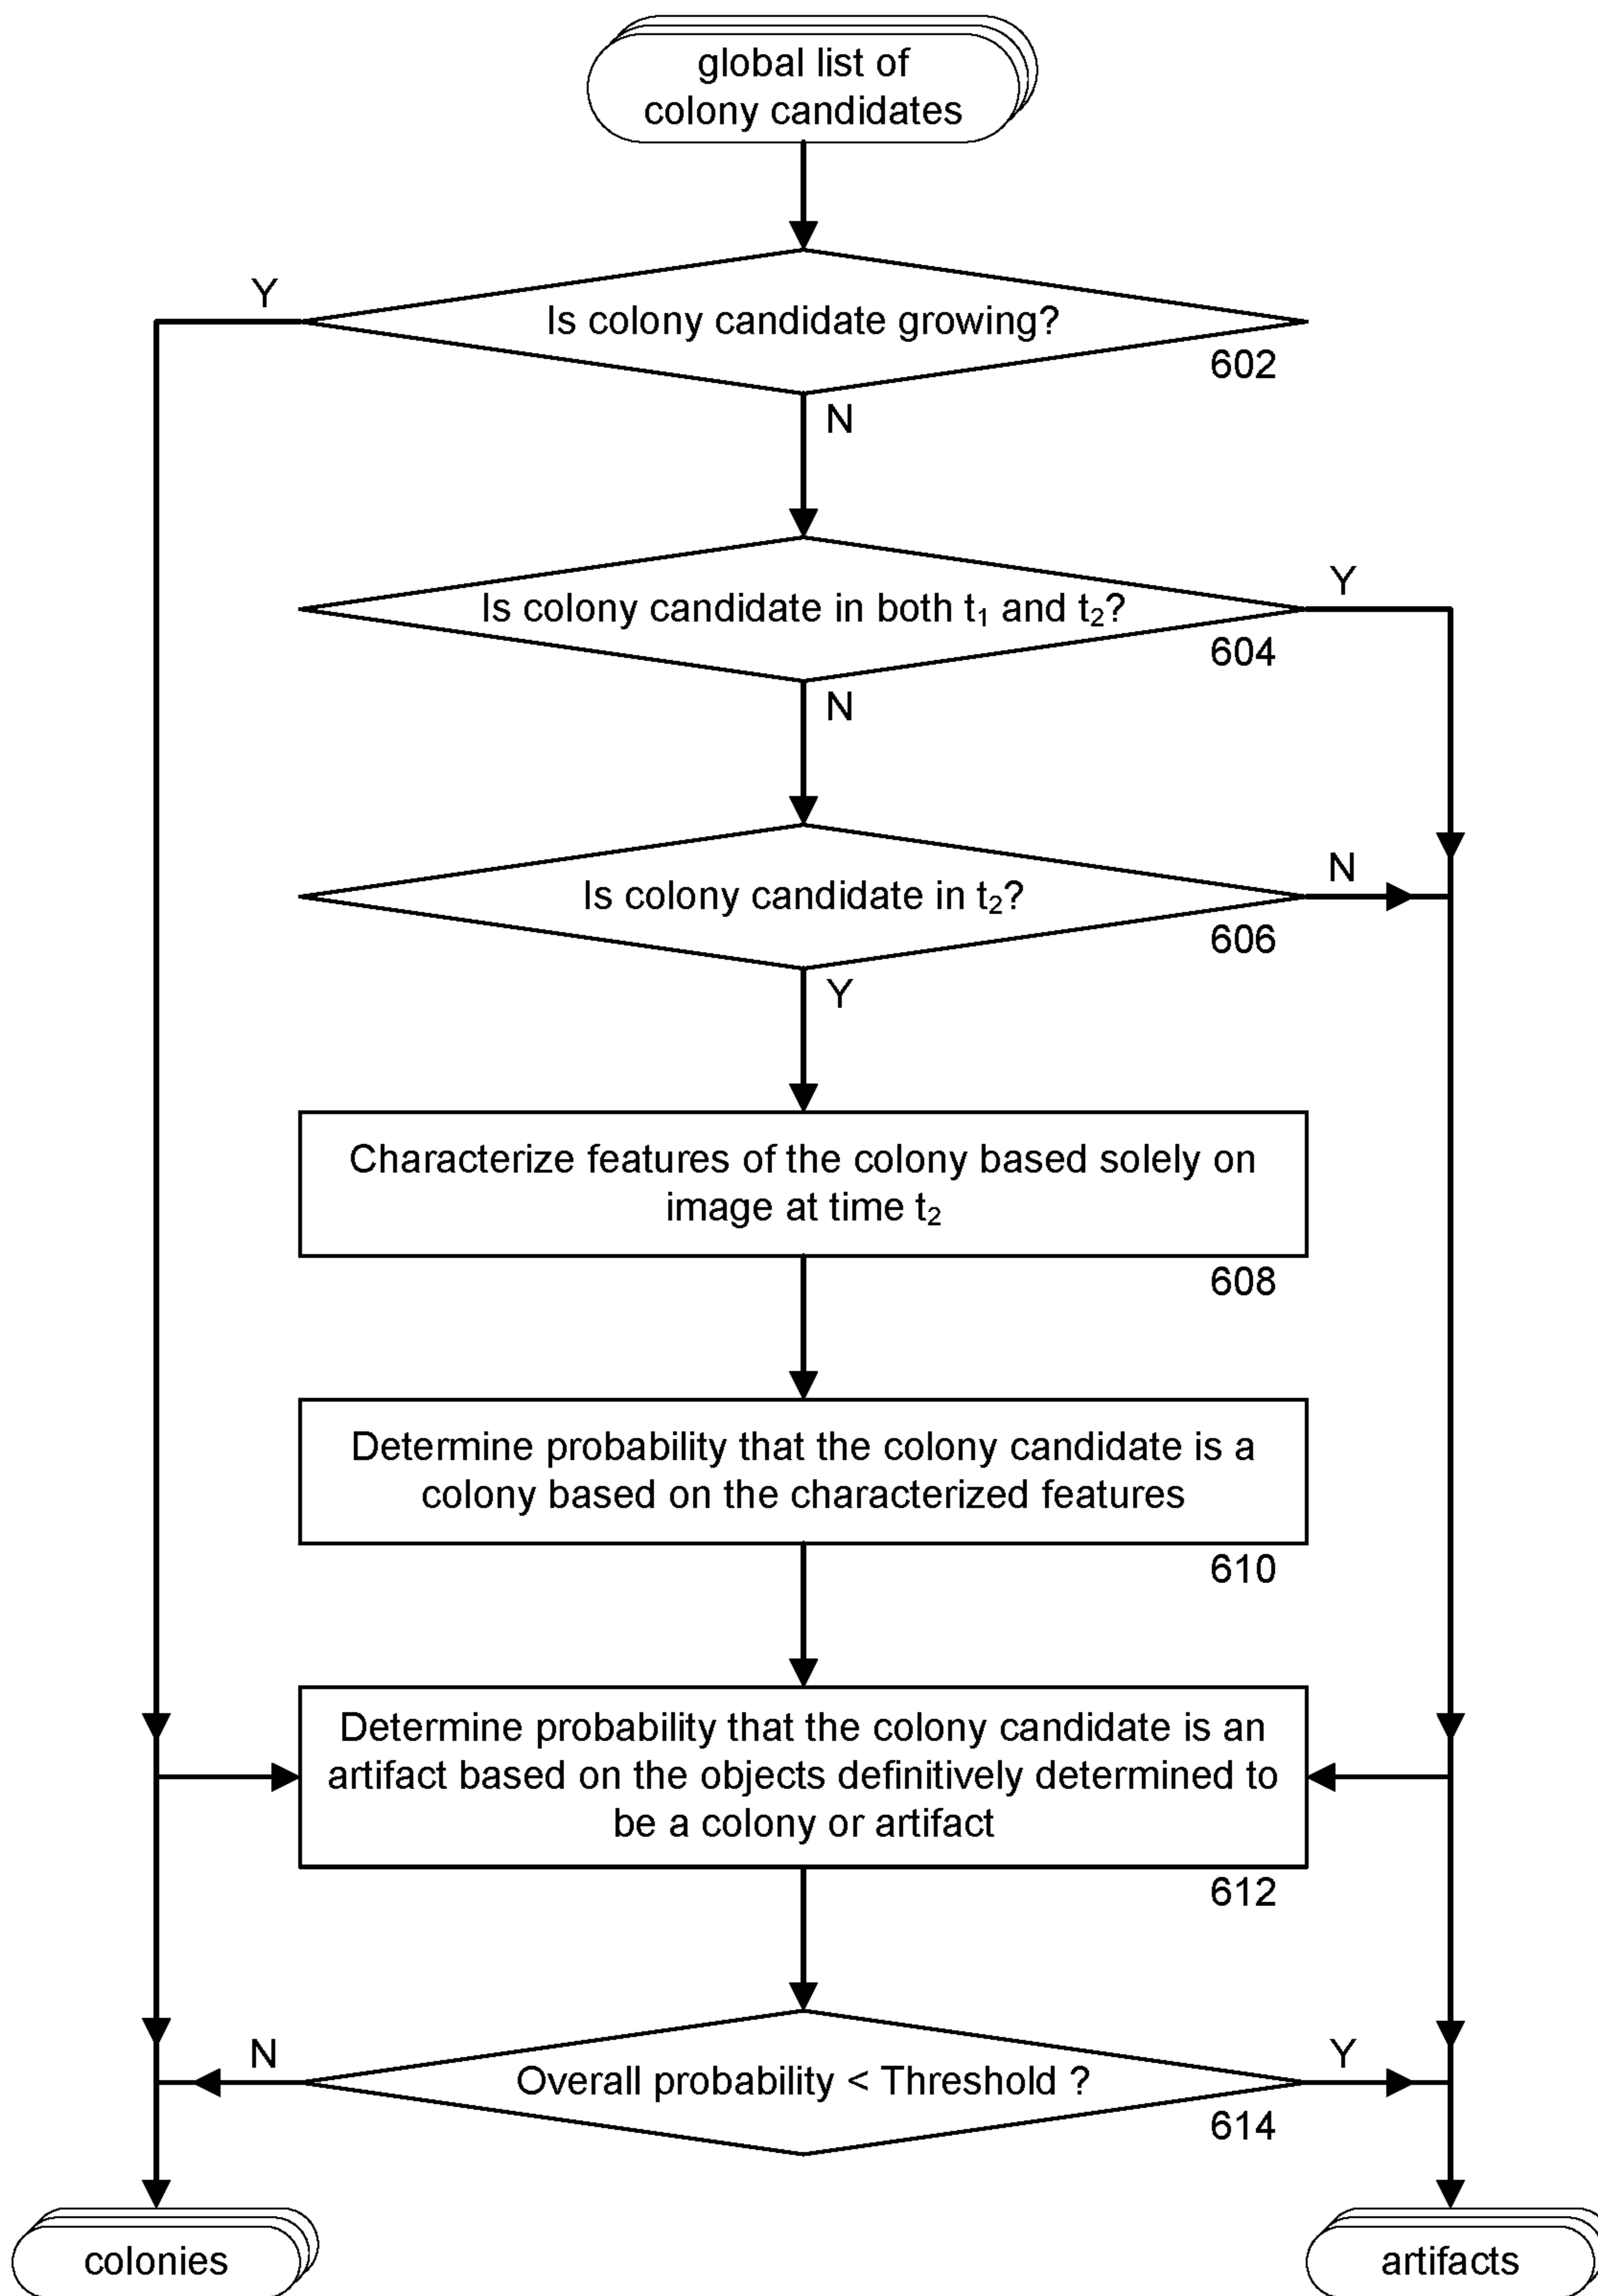 global list of
colony candidates
Y
Is colony candidate growing?
602
N
Is colony candidate in both t₁ and t₂?
Y
604
N
Is colony candidate in t₂?
N
606
Y
Characterize features of the colony based solely on
image at time t₂
608
Determine probability that the colony candidate is a
colony based on the characterized features
610
Determine probability that the colony candidate is an
artifact based on the objects definitively determined to
be a colony or artifact
612
N
Overall probability < Threshold ?
Y
614
colonies
artifacts